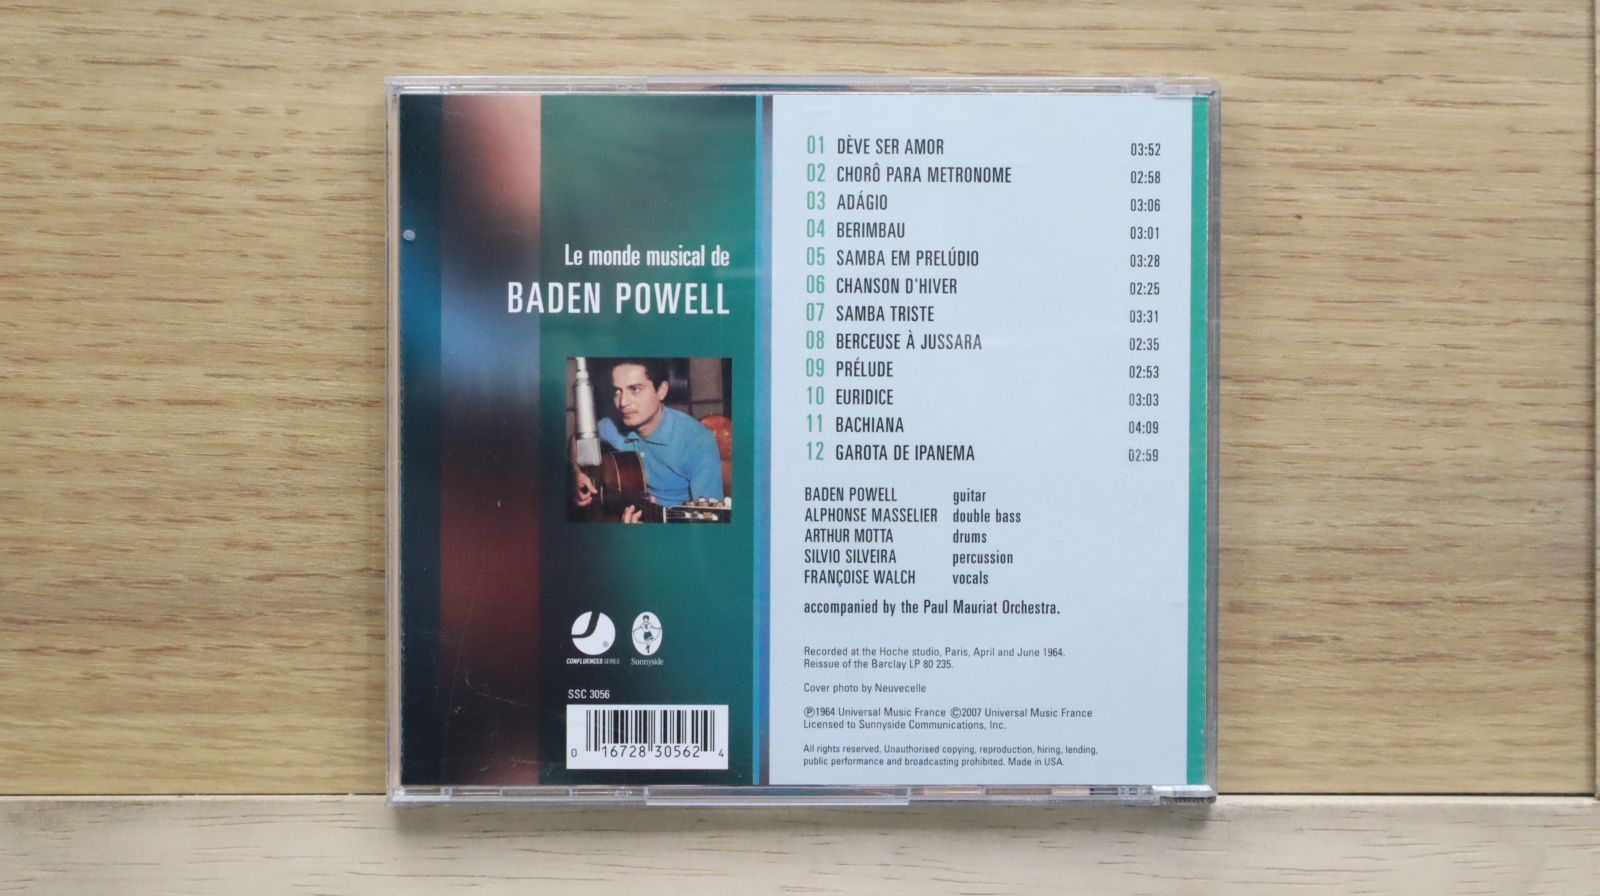 Le monde musical de
BADEN POWELL
CONFLUENCES SERIES
Sunnyside
SSC 3056
0 16728 30562 4
01 DÈVE SER AMOR 03:52
02 CHORÔ PARA METRONOME 02:58
03 ADÁGIO 03:06
04 BERIMBAU 03:01
05 SAMBA EM PRELÚDIO 03:28
06 CHANSON D'HIVER 02:25
07 SAMBA TRISTE 03:31
08 BERCEUSE À JUSSARA 02:35
09 PRÉLUDE 02:53
10 EURIDICE 03:03
11 BACHIANA 04:09
12 GAROTA DE IPANEMA 02:59
BADEN POWELL guitar
ALPHONSE MASSELIER double bass
ARTHUR MOTTA drums
SILVIO SILVEIRA percussion
FRANÇOISE WALCH vocals
accompanied by the Paul Mauriat Orchestra.
Recorded at the Hoche studio, Paris, April and June 1964.
Reissue of the Barclay LP 80 235.
Cover photo by Neuvecelle
℗1964 Universal Music France ©2007 Universal Music France
Licensed to Sunnyside Communications, Inc.
All rights reserved. Unauthorised copying, reproduction, hiring, lending,
public performance and broadcasting prohibited. Made in USA.